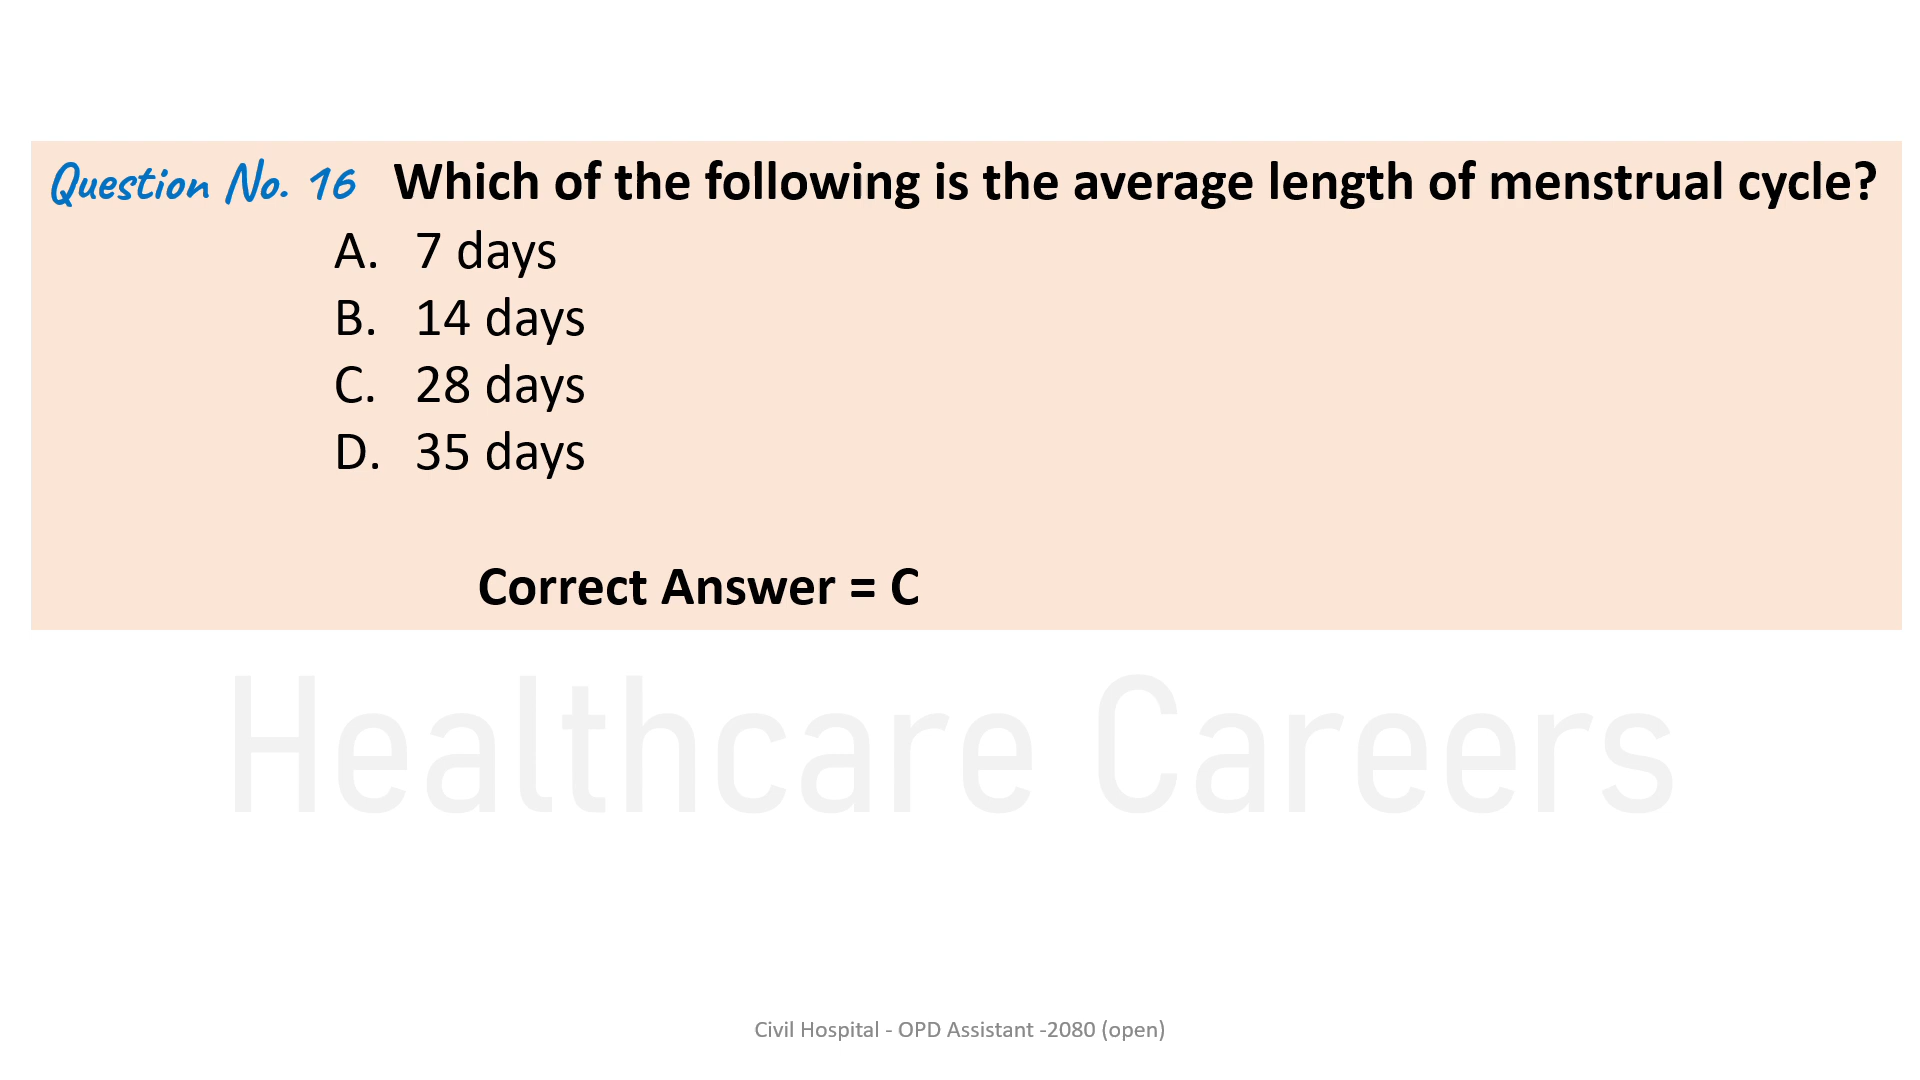 Question No. 16 Which of the following is the average length of menstrual cycle?
A. 7 days
B. 14 days
C. 28 days
D. 35 days
Correct Answer = C
Healthcare Careers
Civil Hospital - OPD Assistant -2080 (open)